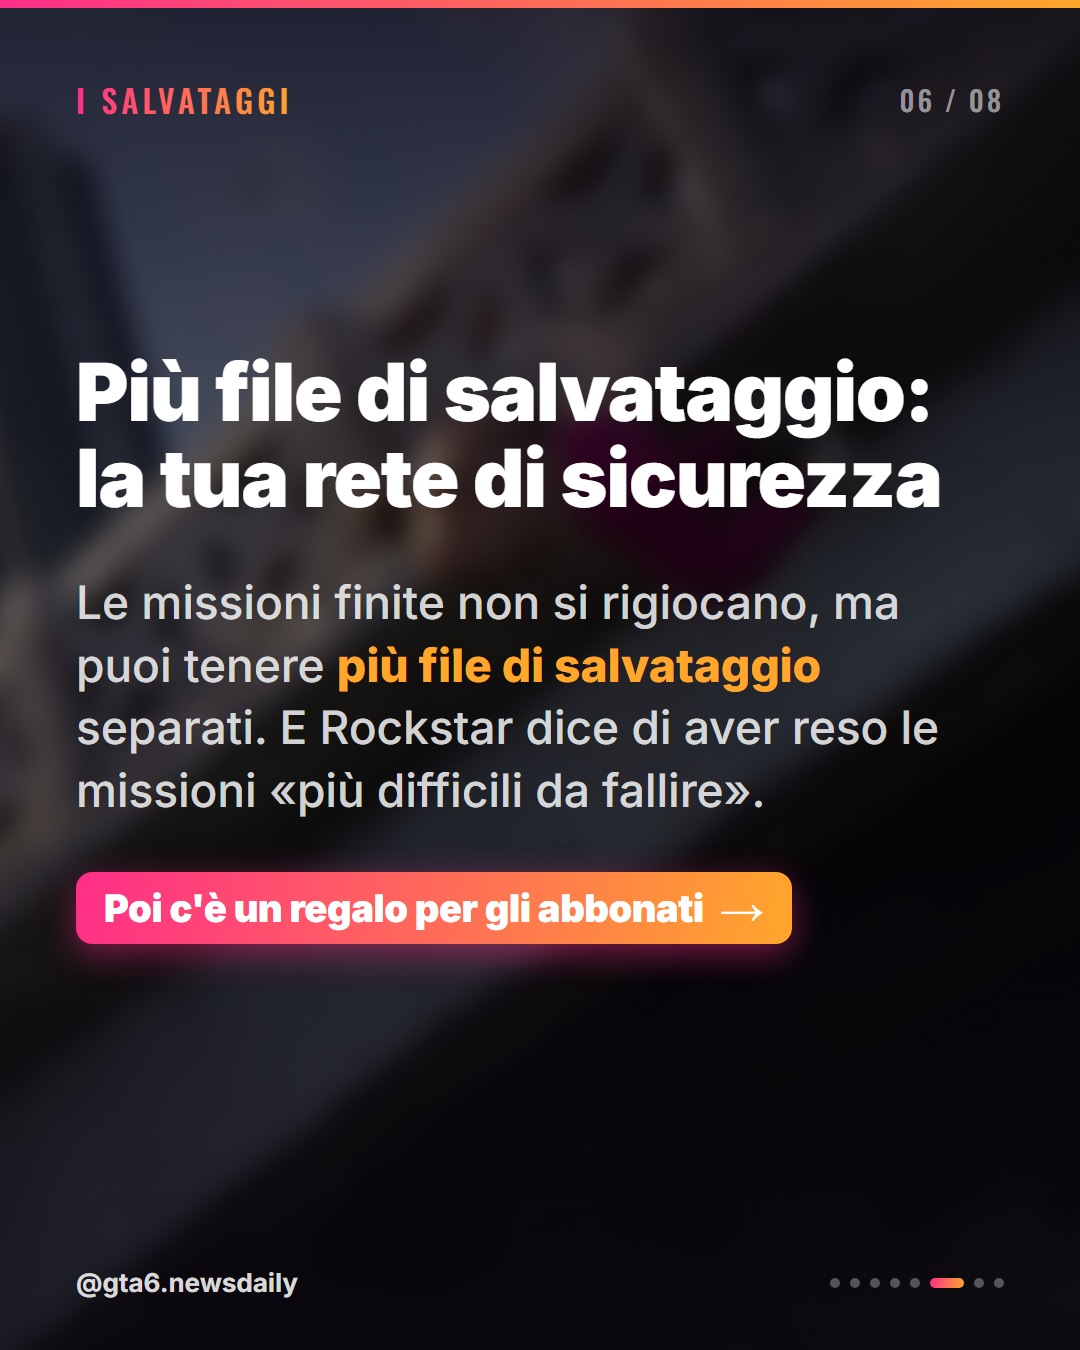 I SALVATAGGI
06 / 08
Più file di salvataggio:
la tua rete di sicurezza
Le missioni finite non si rigiocano, ma
puoi tenere più file di salvataggio
separati. E Rockstar dice di aver reso le
missioni «più difficili da fallire».
Poi c'è un regalo per gli abbonati →
@gta6.newsdaily